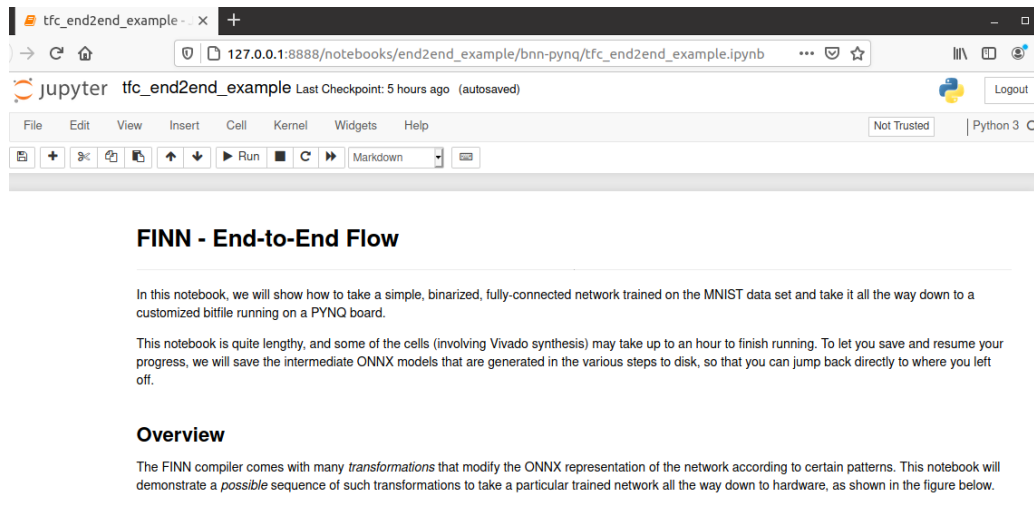 tfc_end2end_example - J
127.0.0.1:8888/notebooks/end2end_example/bnn-pynq/tfc_end2end_example.ipynb
jupyter tfc_end2end_example Last Checkpoint: 5 hours ago (autosaved)
Logout
File Edit View Insert Cell Kernel Widgets Help Not Trusted Python 3
Run Markdown
FINN - End-to-End Flow
In this notebook, we will show how to take a simple, binarized, fully-connected network trained on the MNIST data set and take it all the way down to a
customized bitfile running on a PYNQ board.
This notebook is quite lengthy, and some of the cells (involving Vivado synthesis) may take up to an hour to finish running. To let you save and resume your
progress, we will save the intermediate ONNX models that are generated in the various steps to disk, so that you can jump back directly to where you left
off.
Overview
The FINN compiler comes with many transformations that modify the ONNX representation of the network according to certain patterns. This notebook will
demonstrate a possible sequence of such transformations to take a particular trained network all the way down to hardware, as shown in the figure below.